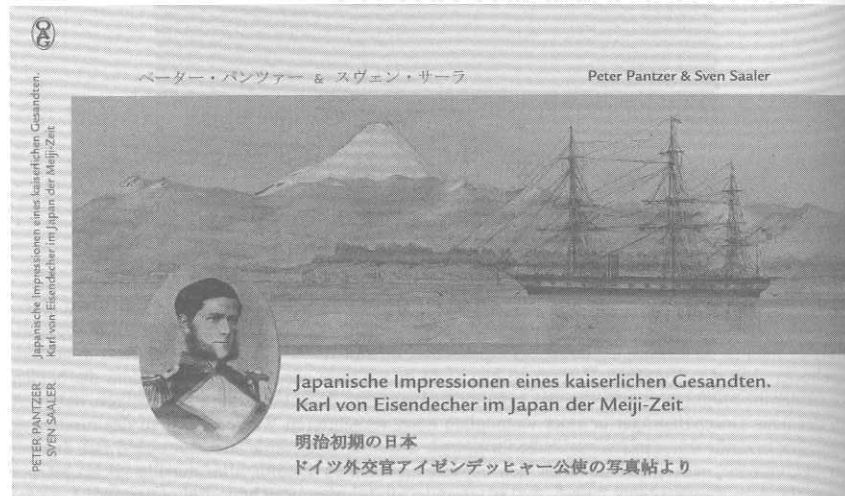 OAG
PETER PANTZER
SVEN SAALER
Japanische Impressionen eines kaiserlichen Gesandten.
Karl von Eisendecher im Japan der Meiji-Zeit
ペーター・パンツァー & スヴェン・サーラ
Peter Pantzer & Sven Saaler
Japanische Impressionen eines kaiserlichen Gesandten.
Karl von Eisendecher im Japan der Meiji-Zeit
明治初期の日本
ドイツ外交官アイゼンデッヒャー公使の写真帖より